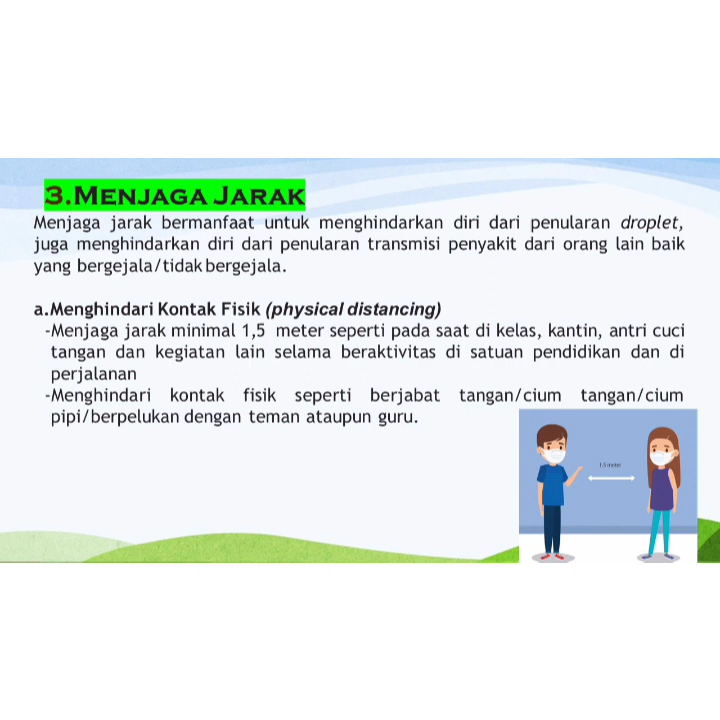 3.MENJAGA JARAK
Menjaga jarak bermanfaat untuk menghindarkan diri dari penularan droplet,
juga menghindarkan diri dari penularan transmisi penyakit dari orang lain baik
yang bergejala/tidak bergejala.
a.Menghindari Kontak Fisik (physical distancing)
-Menjaga jarak minimal 1,5 meter seperti pada saat di kelas, kantin, antri cuci
tangan dan kegiatan lain selama beraktivitas di satuan pendidikan dan di
perjalanan
-Menghindari kontak fisik seperti berjabat tangan/cium tangan/cium
pipi/berpelukan dengan teman ataupun guru.
1,5 meter